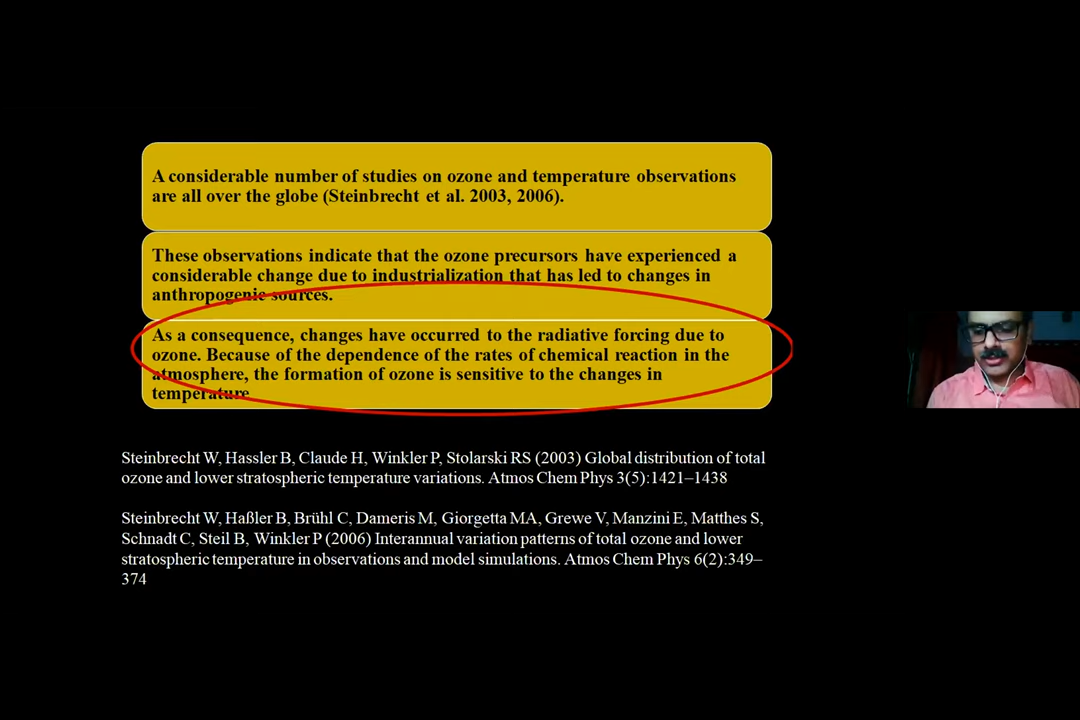 A considerable number of studies on ozone and temperature observations
are all over the globe (Steinbrecht et al. 2003, 2006).
These observations indicate that the ozone precursors have experienced a
considerable change due to industrialization that has led to changes in
anthropogenic sources.
As a consequence, changes have occurred to the radiative forcing due to
ozone. Because of the dependence of the rates of chemical reaction in the
atmosphere, the formation of ozone is sensitive to the changes in
temperature
Steinbrecht W, Hassler B, Claude H, Winkler P, Stolarski RS (2003) Global distribution of total
ozone and lower stratospheric temperature variations. Atmos Chem Phys 3(5):1421–1438
Steinbrecht W, Haßler B, Brühl C, Dameris M, Giorgetta MA, Grewe V, Manzini E, Matthes S,
Schnadt C, Steil B, Winkler P (2006) Interannual variation patterns of total ozone and lower
stratospheric temperature in observations and model simulations. Atmos Chem Phys 6(2):349–
374